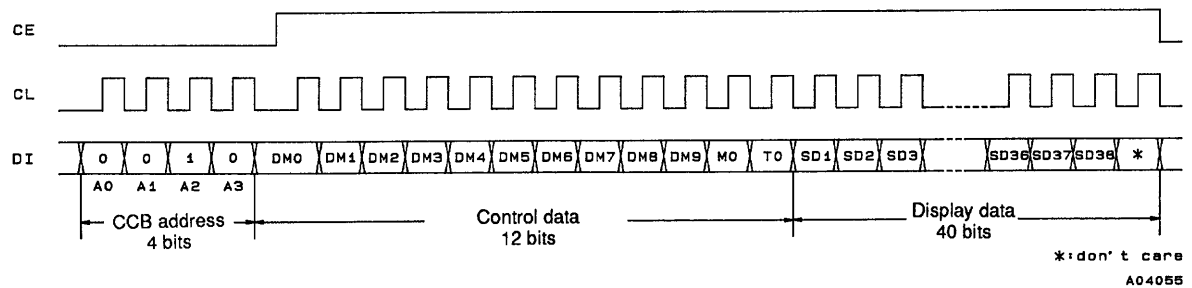 CE
CL
DI 0 0 1 0 DM0 DM1 DM2 DM3 DM4 DM5 DM6 DM7 DM8 DM9 M0 T0 SD1 SD2 SD3 SD36 SD37 SD38 *
A0 A1 A2 A3
CCB address
4 bits
Control data
12 bits
Display data
40 bits
*:don't care
A04055